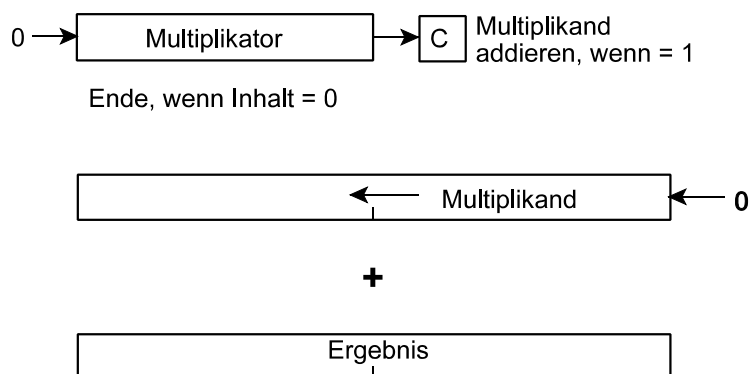 0 Multiplikator C Multiplikand
addieren, wenn = 1
Ende, wenn Inhalt = 0
Multiplikand 0
+
Ergebnis